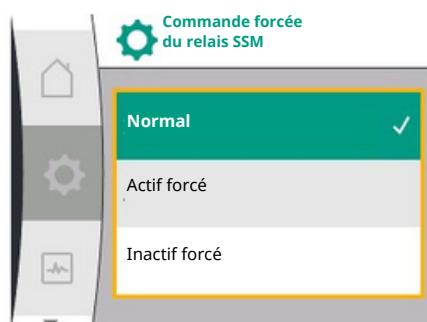 Commande forcée
du relais SSM
Normal
Actif forcé
Inactif forcé